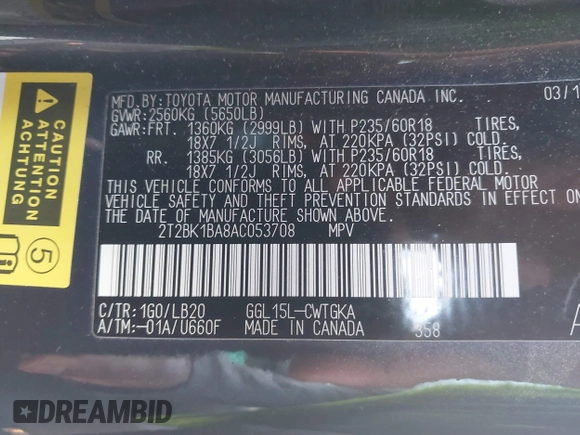 MFD.BY:TOYOTA MOTOR MANUFACTURING CANADA INC. 03/1
GVWR:2560KG (5650LB)
GAWR:FRT. 1360KG (2999LB) WITH P235/60R18 TIRES,
18X7 1/2J RIMS, AT 220KPA (32PSI) COLD.
RR. 1385KG (3056LB) WITH P235/60R18 TIRES,
18X7 1/2J RIMS, AT 220KPA (32PSI) COLD.
THIS VEHICLE CONFORMS TO ALL APPLICABLE FEDERAL MOTOR
VEHICLE SAFETY AND THEFT PREVENTION STANDARDS IN EFFECT ON
THE DATE OF MANUFACTURE SHOWN ABOVE.
2T2BK1BA8AC053708 MPV
C/TR:1G0/LB20 GGL15L-CWTGKA
A/TM:-01A/U660F MADE IN CANADA 358
CAUTION
ATTENTION
5
DREAMBID